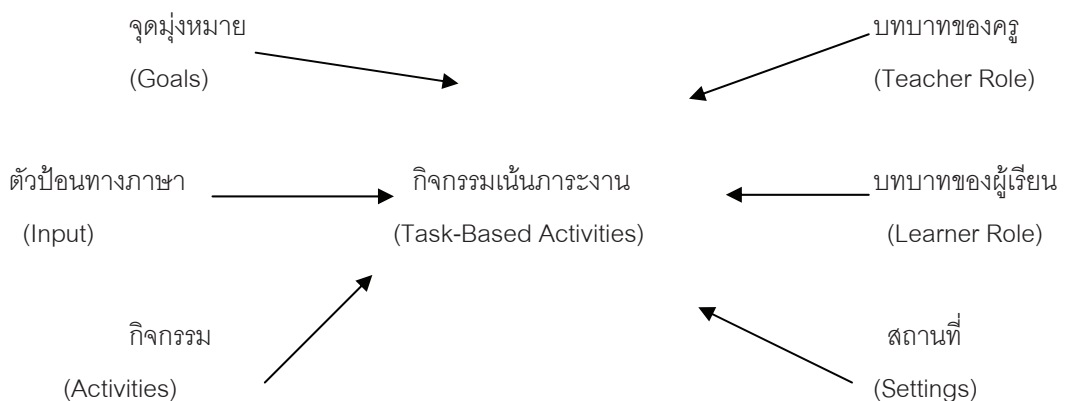 จุดมุ่งหมาย
(Goals)
บทบาทของครู
(Teacher Role)
ตัวป้อนทางภาษา
(Input)
กิจกรรมเน้นภาระงาน
(Task-Based Activities)
บทบาทของผู้เรียน
(Learner Role)
กิจกรรม
(Activities)
สถานที่
(Settings)